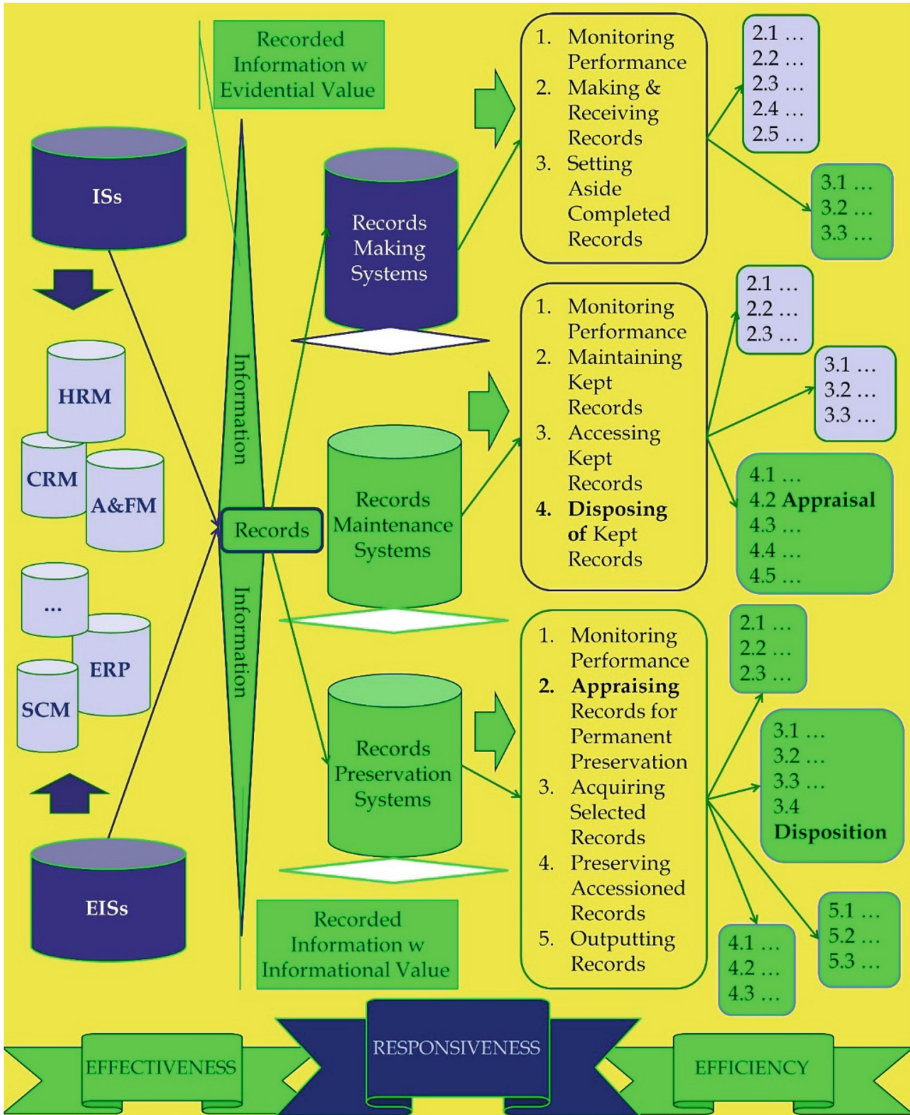 Recorded
Information w
Evidential Value
ISs
HRM
CRM
A&FM
...
ERP
SCM
EISs
Information
Records
Information
Recorded
Information w
Informational Value
Records
Making
Systems
1. Monitoring
Performance
2. Making &
Receiving
Records
3. Setting
Aside
Completed
Records
2.1 ...
2.2 ...
2.3 ...
2.4 ...
2.5 ...
3.1 ...
3.2 ...
3.3 ...
Records
Maintenance
Systems
1. Monitoring
Performance
2. Maintaining
Kept
Records
3. Accessing
Kept
Records
4. Disposing
of Kept
Records
2.1 ...
2.2 ...
2.3 ...
3.1 ...
3.2 ...
3.3 ...
4.1 ...
4.2 Appraisal
4.3 ...
4.4 ...
4.5 ...
Records
Preservation
Systems
1. Monitoring
Performance
2. Appraising
Records for
Permanent
Preservation
3. Acquiring
Selected
Records
4. Preserving
Accessioned
Records
5. Outputting
Records
2.1 ...
2.2 ...
2.3 ...
3.1 ...
3.2 ...
3.3 ...
3.4
Disposition
4.1 ...
4.2 ...
4.3 ...
5.1 ...
5.2 ...
5.3 ...
EFFECTIVENESS
RESPONSIVENESS
EFFICIENCY